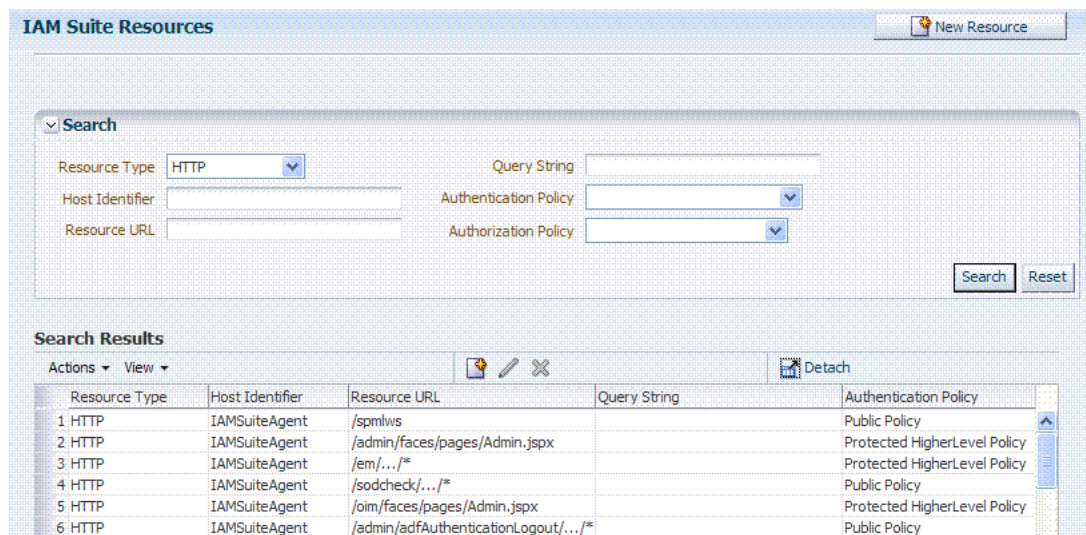 IAM Suite Resources
New Resource
Search
Resource Type HTTP
Query String
Host Identifier
Authentication Policy
Resource URL
Authorization Policy
Search Reset
Search Results
Actions View Detach
Resource Type Host Identifier Resource URL Query String Authentication Policy
1 HTTP IAMSuiteAgent /spmlws Public Policy
2 HTTP IAMSuiteAgent /admin/faces/pages/Admin.jspx Protected HigherLevel Policy
3 HTTP IAMSuiteAgent /em/.../* Protected HigherLevel Policy
4 HTTP IAMSuiteAgent /sodcheck/.../* Public Policy
5 HTTP IAMSuiteAgent /oim/faces/pages/Admin.jspx Protected HigherLevel Policy
6 HTTP IAMSuiteAgent /admin/adfAuthenticationLogout/.../* Public Policy